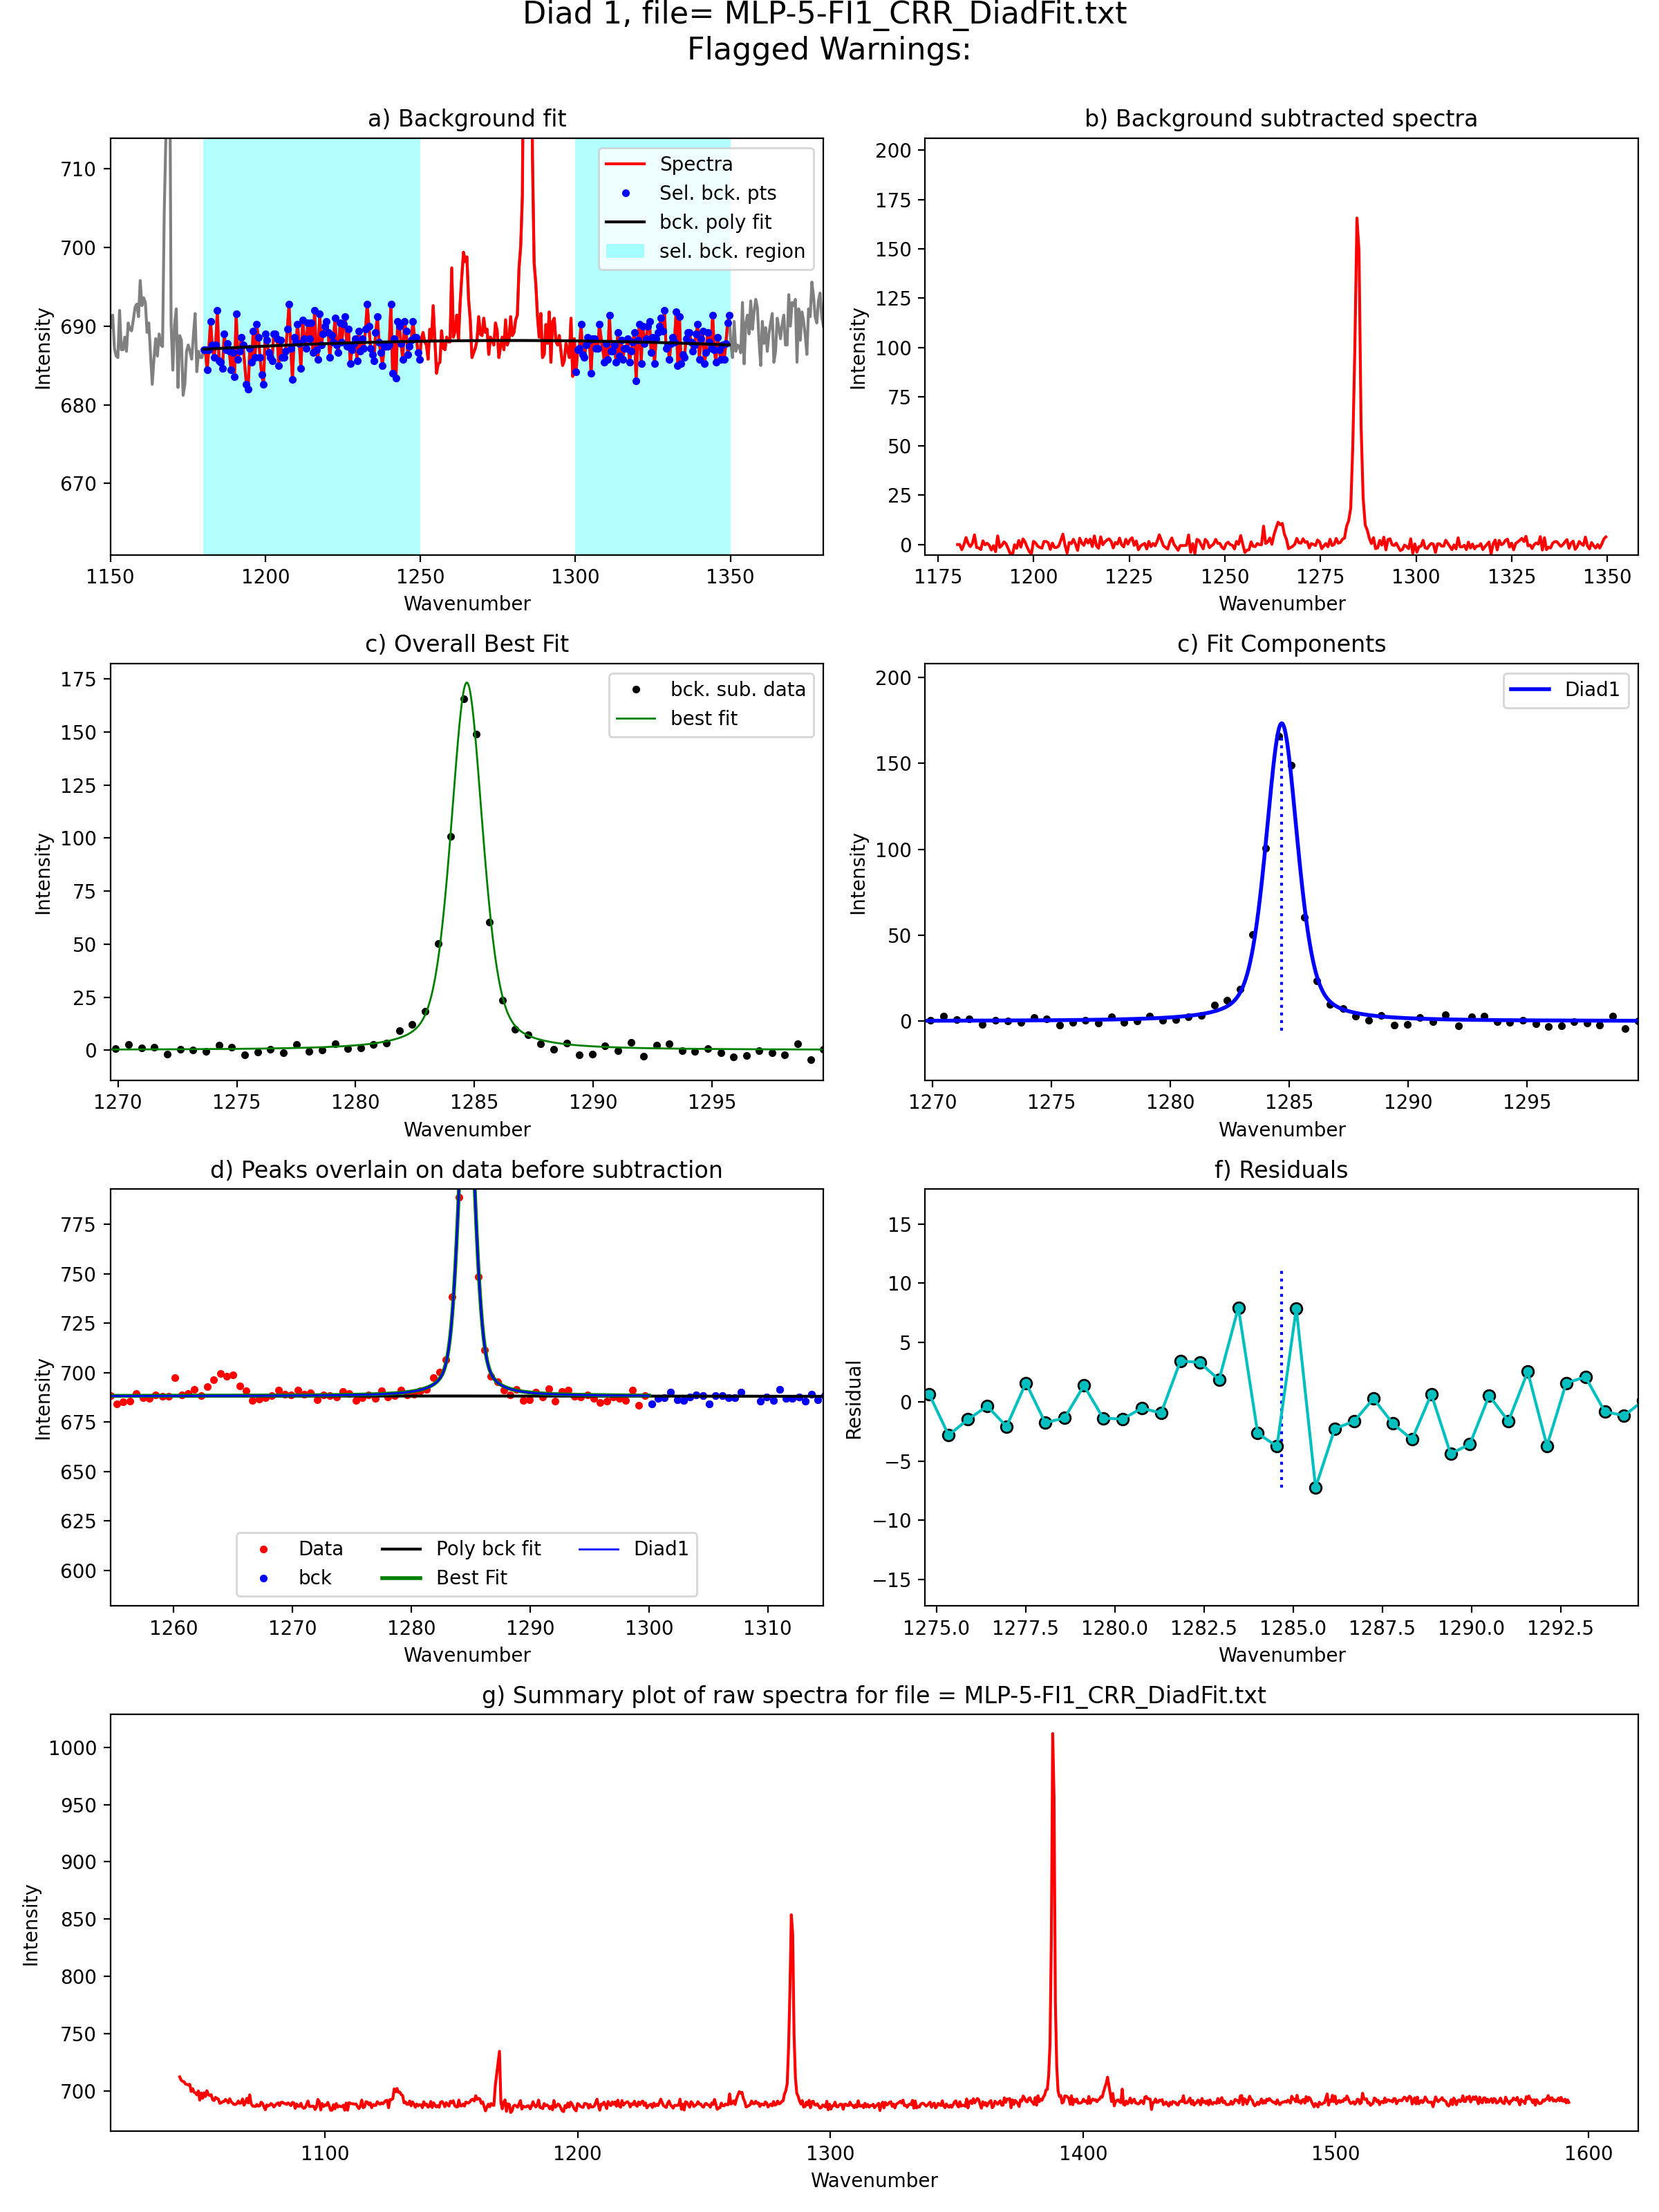 Diad 1, file= MLP-5-FI1_CRR_DiadFit.txt
Flagged Warnings:
a) Background fit
710
700
690
680
670
Intensity
Spectra
Sel. bck. pts
bck. poly fit
sel. bck. region
1150 1200 1250 1300 1350
Wavenumber
b) Background subtracted spectra
200
175
150
125
100
75
50
25
0
Intensity
1175 1200 1225 1250 1275 1300 1325 1350
Wavenumber
c) Overall Best Fit
175
150
125
100
75
50
25
0
Intensity
bck. sub. data
best fit
1270 1275 1280 1285 1290 1295
Wavenumber
c) Fit Components
200
150
100
50
0
Intensity
Diad1
1270 1275 1280 1285 1290 1295
Wavenumber
d) Peaks overlain on data before subtraction
775
750
725
700
675
650
625
600
Intensity
Data Poly bck fit Diad1
bck Best Fit
1260 1270 1280 1290 1300 1310
Wavenumber
f) Residuals
15
10
5
0
−5
−10
−15
Residual
1275.0 1277.5 1280.0 1282.5 1285.0 1287.5 1290.0 1292.5
Wavenumber
g) Summary plot of raw spectra for file = MLP-5-FI1_CRR_DiadFit.txt
1000
950
900
850
800
750
700
Intensity
1100 1200 1300 1400 1500 1600
Wavenumber